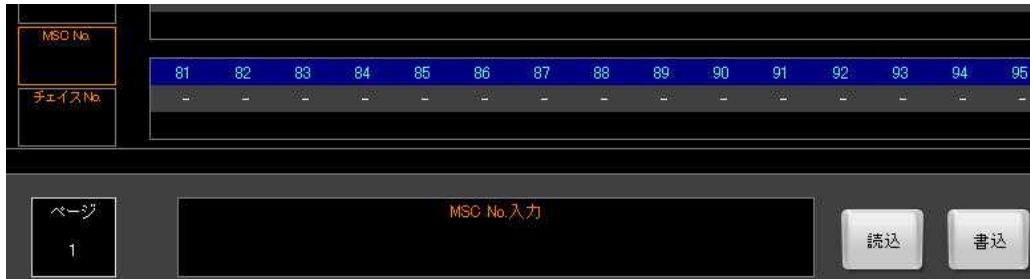 MSC No.
81 82 83 84 85 86 87 88 89 90 91 92 93 94 95
チェイスNo.
- - - - - - - - - - - - - - -
ページ
1
MSC No.入力
読込
書込